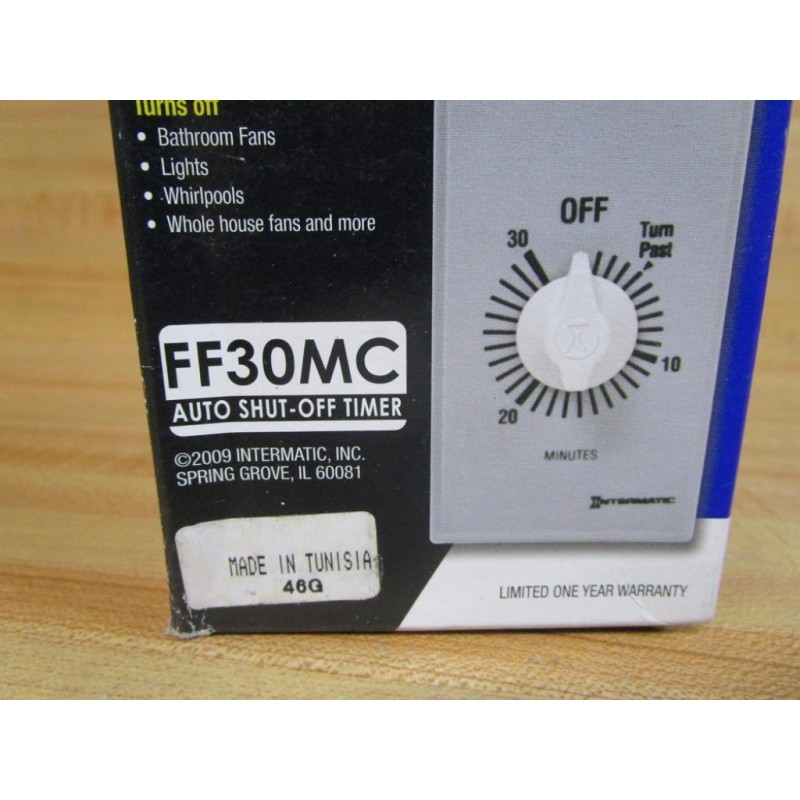 Turns off
• Bathroom Fans
• Lights
• Whirlpools
• Whole house fans and more
FF30MC
AUTO SHUT-OFF TIMER
©2009 INTERMATIC, INC.
SPRING GROVE, IL 60081
MADE IN TUNISIA
46G
OFF
Turn
Past
30
10
20
MINUTES
INTERMATIC
LIMITED ONE YEAR WARRANTY